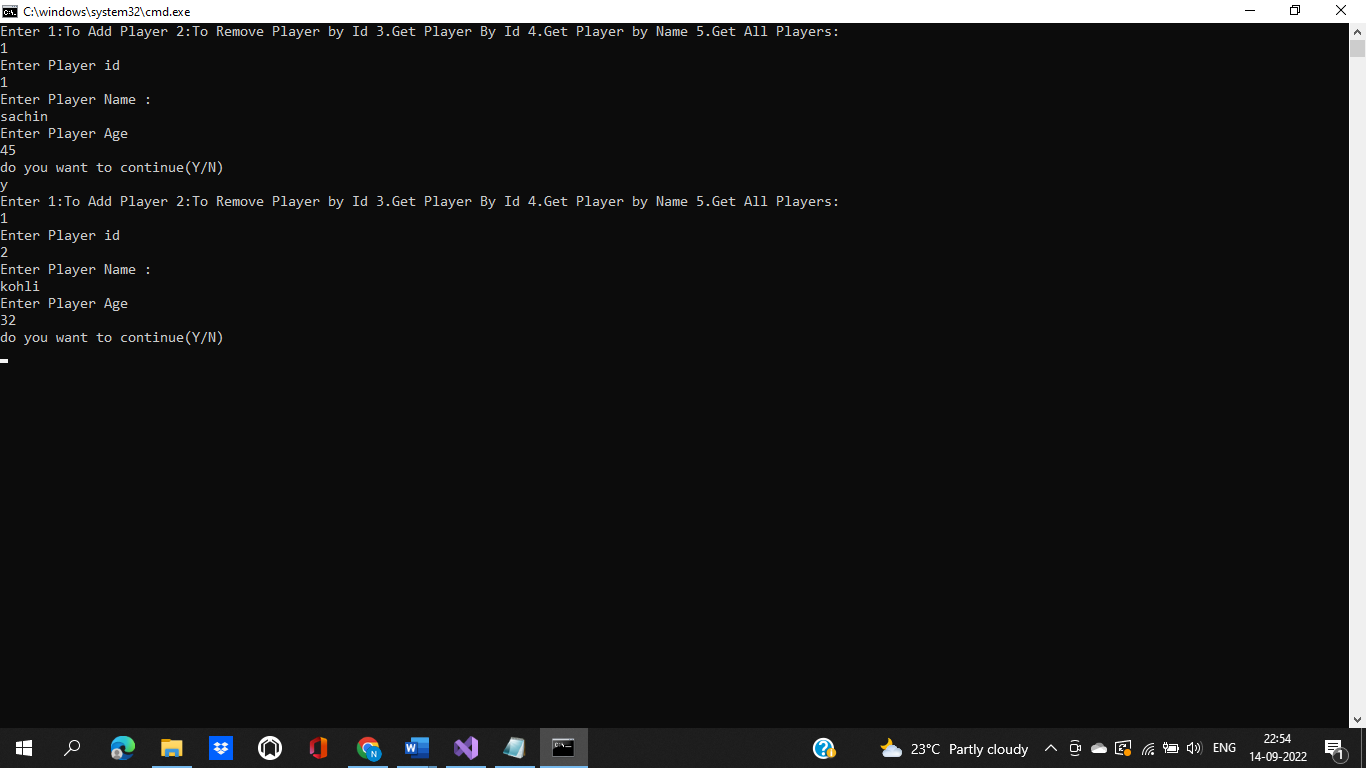 C:\windows\system32\cmd.exe
Enter 1:To Add Player 2:To Remove Player by Id 3.Get Player By Id 4.Get Player by Name 5.Get All Players:
1
Enter Player id
1
Enter Player Name :
sachin
Enter Player Age
45
do you want to continue(Y/N)
y
Enter 1:To Add Player 2:To Remove Player by Id 3.Get Player By Id 4.Get Player by Name 5.Get All Players:
1
Enter Player id
2
Enter Player Name :
kohli
Enter Player Age
32
do you want to continue(Y/N)
23°C Partly cloudy
ENG
22:54
14-09-2022
1